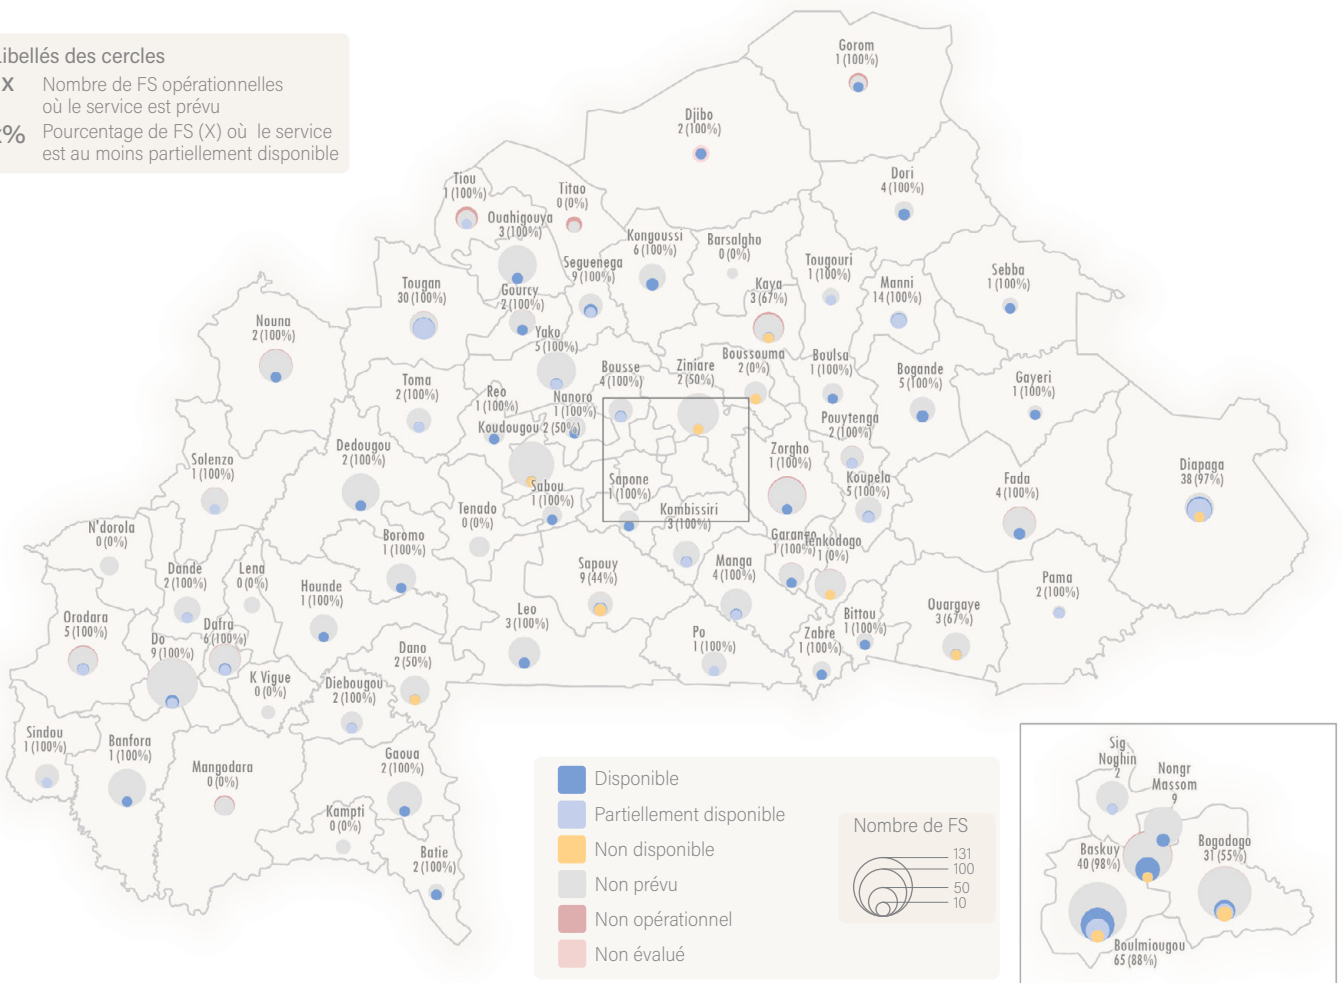 Libellés des cercles
X Nombre de FS opérationnelles
où le service est prévu
% Pourcentage de FS (X) où le service
est au moins partiellement disponible
Gorom
1 (100%)
Djibo
2 (100%)
Dori
4 (100%)
Tiou
1 (100%)
Titao
0 (0%)
Ouahigouya
3 (100%)
Kongoussi
6 (100%)
Barsalgho
0 (0%)
Tougouri
1 (100%)
Seguenega
9 (100%)
Sebba
1 (100%)
Tougan
30 (100%)
Gourcy
2 (100%)
Kaya
3 (67%)
Manni
14 (100%)
Nouna
2 (100%)
Yako
5 (100%)
Bousse
4 (100%)
Ziniare
2 (50%)
Boussouma
2 (0%)
Boulsa
1 (100%)
Bogande
5 (100%)
Gayeri
1 (100%)
Toma
2 (100%)
Reo
1 (100%)
Nanoro
1 (100%)
Koudougou 2 (50%)
Pouytenga
2 (100%)
Dedougou
2 (100%)
Solenzo
1 (100%)
Zorgho
1 (100%)
Diapaga
38 (97%)
Fada
4 (100%)
Koupela
5 (100%)
Sapone
1 (100%)
Sabou
1 (100%)
Tenado
0 (0%)
Kombissiri
3 (100%)
N'dorola
0 (0%)
Boromo
1 (100%)
Garango
1 (100%)
Tenkodogo
1 (0%)
Dande
2 (100%)
Lena
0 (0%)
Hounde
1 (100%)
Sapouy
9 (44%)
Manga
4 (100%)
Pama
2 (100%)
Orodara
5 (100%)
Do
9 (100%)
Dafra
6 (100%)
Leo
3 (100%)
Ouargaye
3 (67%)
Bittou
1 (100%)
Po
1 (100%)
Zabre
1 (100%)
Dano
2 (50%)
K Vigue
0 (0%)
Diebougou
2 (100%)
Sindou
1 (100%)
Banfora
1 (100%)
Mangodara
0 (0%)
Gaoua
2 (100%)
Kampti
0 (0%)
Batie
2 (100%)
Disponible
Partiellement disponible
Non disponible
Non prévu
Non opérationnel
Non évalué
Nombre de FS
131
100
50
10
Sig
Noghin
2
Nongr
Massom
9
Baskuy
40 (98%)
Bogodogo
31 (55%)
Boulmiougou
65 (88%)